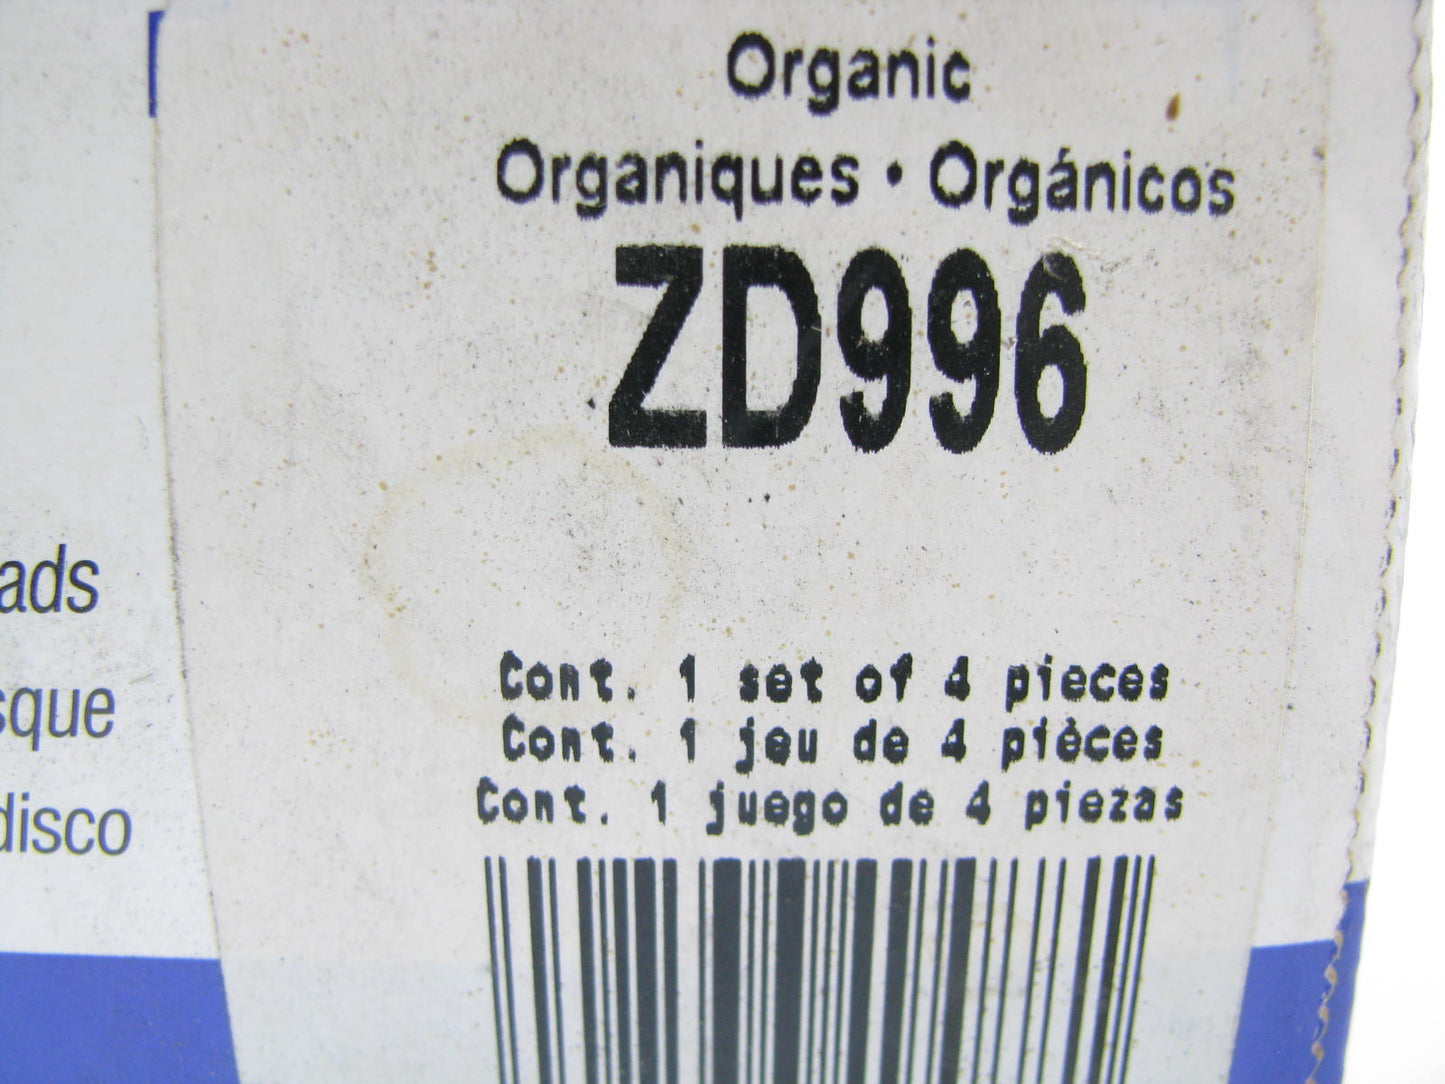 Organic
Organiques • Orgánicos
ZD996
ads
sque
disco
Cont. 1 set of 4 pieces
Cont. 1 jeu de 4 pièces
Cont. 1 juego de 4 piezas